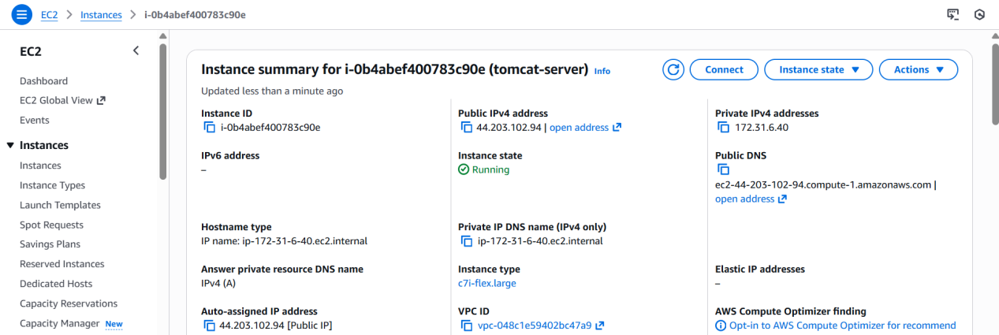 EC2 > Instances > i-0b4abef400783c90e
EC2
Dashboard
EC2 Global View
Events
Instances
Instances
Instance Types
Launch Templates
Spot Requests
Savings Plans
Reserved Instances
Dedicated Hosts
Capacity Reservations
Capacity Manager New
Instance summary for i-0b4abef400783c90e (tomcat-server) Info
Connect
Instance state
Actions
Updated less than a minute ago
Instance ID
i-0b4abef400783c90e
Public IPv4 address
44.203.102.94 | open address
Private IPv4 addresses
172.31.6.40
IPv6 address
–
Instance state
Running
Public DNS
ec2-44-203-102-94.compute-1.amazonaws.com |
open address
Hostname type
IP name: ip-172-31-6-40.ec2.internal
Private IP DNS name (IPv4 only)
ip-172-31-6-40.ec2.internal
Answer private resource DNS name
IPv4 (A)
Instance type
c7i-flex.large
Elastic IP addresses
–
Auto-assigned IP address
44.203.102.94 [Public IP]
VPC ID
vpc-048c1e59402bc47a9
AWS Compute Optimizer finding
Opt-in to AWS Compute Optimizer for recommend